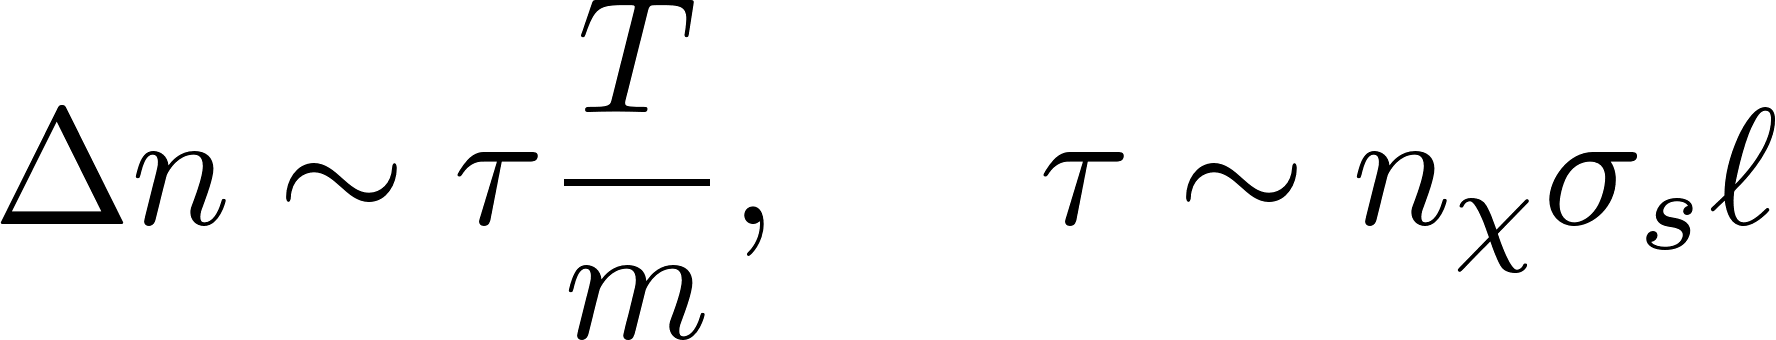 Δn ∼ τ T/m, τ ∼ n_χ σ_s ℓ